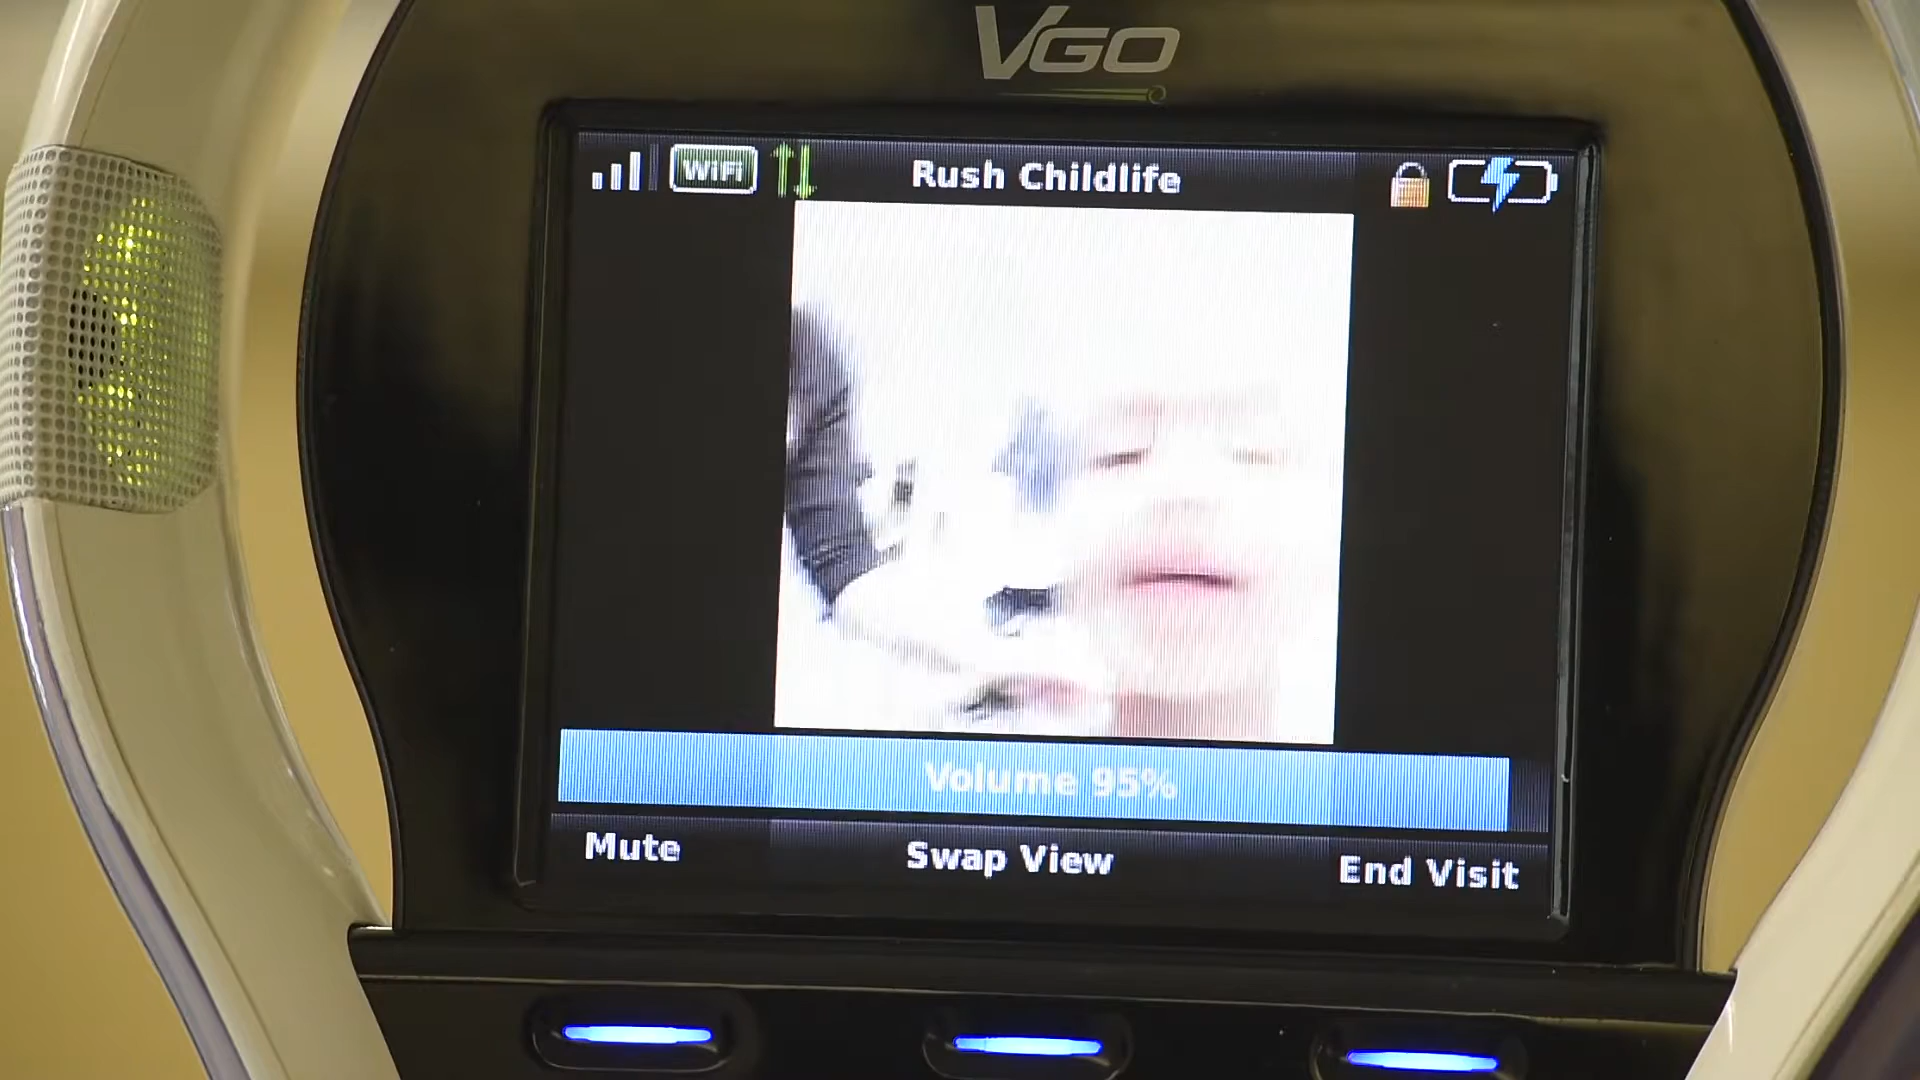 VGO
WiFi
Rush Childlife
Volume 95%
Mute
Swap View
End Visit